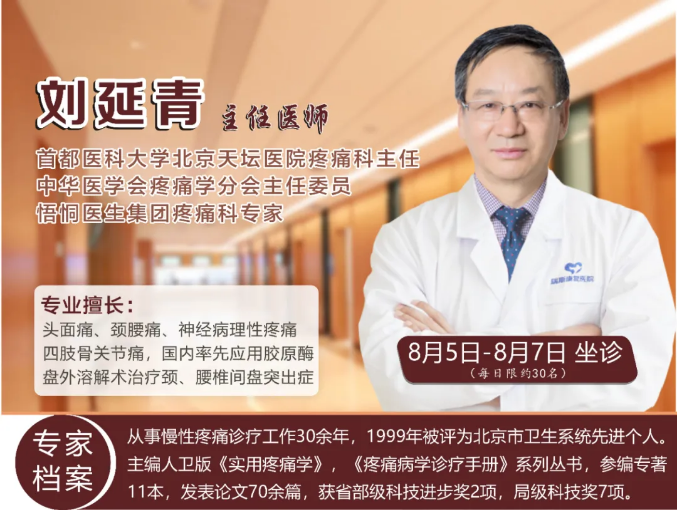 刘延青 主任医师
首都医科大学北京天坛医院疼痛科主任
中华医学会疼痛学分会主任委员
悟恫医生集团疼痛科专家
专业擅长：
头面痛、颈腰痛、神经病理性疼痛
四肢骨关节痛，国内率先应用胶原酶
盘外溶解术治疗颈、腰椎间盘突出症
8月5日-8月7日 坐诊
（每日限约30名）
专家
档案
从事慢性疼痛诊疗工作30余年，1999年被评为北京市卫生系统先进个人。
主编人卫版《实用疼痛学》，《疼痛病学诊疗手册》系列丛书，参编专著
11本，发表论文70余篇，获省部级科技进步奖2项，局级科技奖7项。